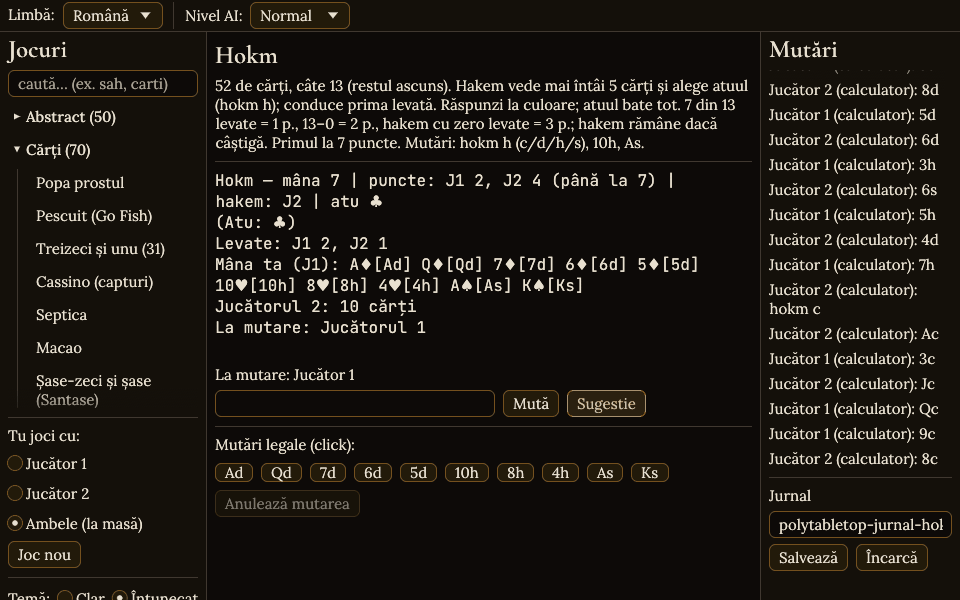 Limbă: Română ▼ Nivel AI: Normal ▼
Jocuri
caută... (ex. sah, carti)
▸ Abstract (50)
▾ Cărți (70)
Popa prostul
Pescuit (Go Fish)
Treizeci și unu (31)
Cassino (capturi)
Septica
Macao
Șase-zeci și șase
(Santase)
Tu joci cu:
Jucător 1
Jucător 2
Ambele (la masă)
Joc nou
Temă: Clar Întunecat
Hokm
52 de cărți, câte 13 (restul ascuns). Hakem vede mai întâi 5 cărți și alege atuul
(hokm h); conduce prima levată. Răspunzi la culoare; atuul bate tot. 7 din 13
levate = 1 p., 13–0 = 2 p., hakem cu zero levate = 3 p.; hakem rămâne dacă
câștigă. Primul la 7 puncte. Mutări: hokm h (c/d/h/s), 10h, As.
Hokm — mâna 7 | puncte: J1 2, J2 4 (până la 7) |
hakem: J2 | atu ♣
(Atu: ♣)
Levate: J1 2, J2 1
Mâna ta (J1): A♦[Ad] Q♦[Qd] 7♦[7d] 6♦[6d] 5♦[5d]
10♥[10h] 8♥[8h] 4♥[4h] A♠[As] K♠[Ks]
Jucătorul 2: 10 cărți
La mutare: Jucătorul 1
La mutare: Jucător 1
Mută Sugestie
Mutări legale (click):
Ad Qd 7d 6d 5d 10h 8h 4h As Ks
Anulează mutarea
Mutări
Jucător 2 (calculator): 8d
Jucător 1 (calculator): 5d
Jucător 2 (calculator): 6d
Jucător 1 (calculator): 3h
Jucător 2 (calculator): 6s
Jucător 1 (calculator): 5h
Jucător 2 (calculator): 4d
Jucător 1 (calculator): 7h
Jucător 2 (calculator):
hokm c
Jucător 2 (calculator): Ac
Jucător 1 (calculator): 3c
Jucător 2 (calculator): Jc
Jucător 1 (calculator): Qc
Jucător 1 (calculator): 9c
Jucător 2 (calculator): 8c
Jurnal
polytabletop-jurnal-hok
Salvează Încarcă